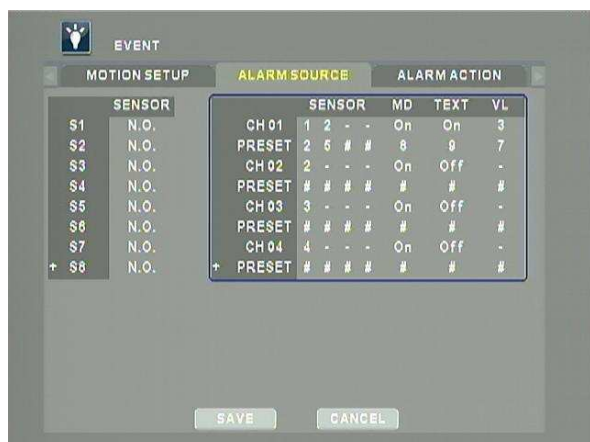 EVENT
MOTION SETUP ALARM SOURCE ALARM ACTION
SENSOR SENSOR MD TEXT VL
S1 N.O. CH 01 1 2 - - On On 3
S2 N.O. PRESET 2 5 # # 8 9 7
S3 N.O. CH 02 2 - - - On Off -
S4 N.O. PRESET # # # # # # #
S5 N.O. CH 03 3 - - - On Off -
S6 N.O. PRESET # # # # # # #
S7 N.O. CH 04 4 - - - On Off -
S8 N.O. PRESET # # # # # # #
SAVE CANCEL